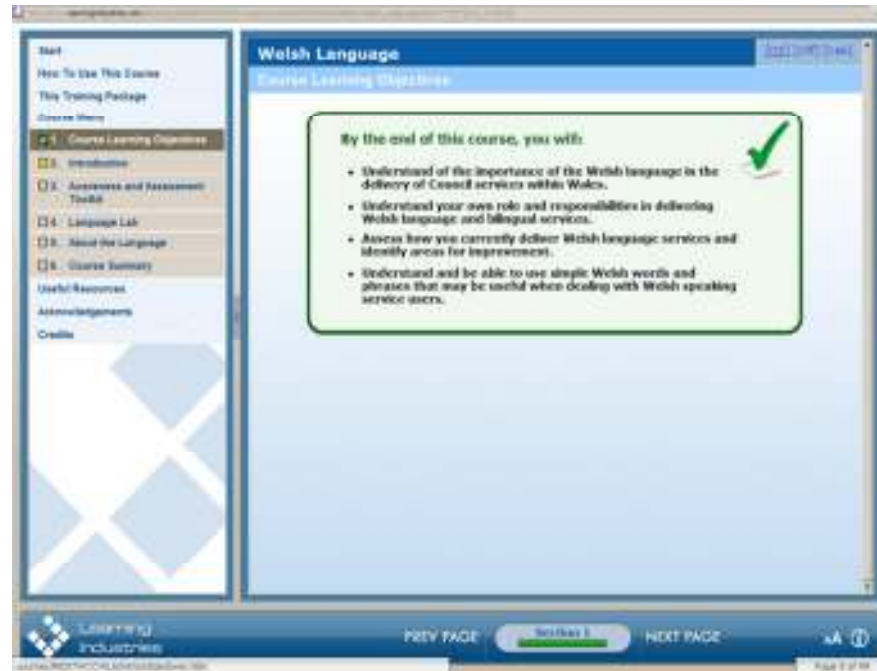 Start
How To Use This Course
This Training Package
Course Menu
1. Course Learning Objectives
2. Introduction
3. Awareness and Assessment
Toolkit
4. Language Lab
5. About the Language
6. Course Summary
Useful Resources
Acknowledgements
Credits
Welsh Language
Course Learning Objectives
By the end of this course, you will:
• Understand of the importance of the Welsh language in the
delivery of Council services within Wales.
• Understand your own role and responsibilities in delivering
Welsh language and bilingual services.
• Assess how you currently deliver Welsh language services and
identify areas for improvement.
• Understand and be able to use simple Welsh words and
phrases that may be useful when dealing with Welsh speaking
service users.
Learning
Industries
PREV PAGE
Section 1
NEXT PAGE
AA